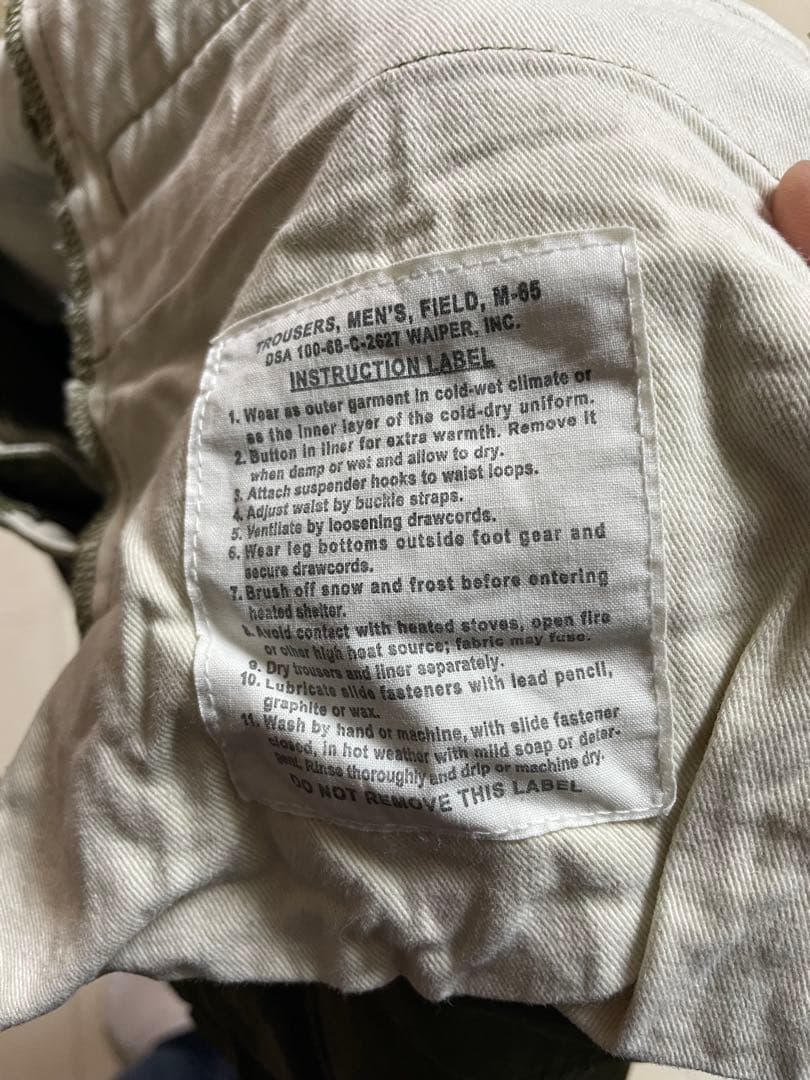 TROUSERS, MEN'S, FIELD, M-65
DSA 100-68-C-2627 WAIPER, INC.
INSTRUCTION LABEL
1. Wear as outer garment in cold-wet climate or
as the inner layer of the cold-dry uniform.
2. Button in liner for extra warmth. Remove it
when damp or wet and allow to dry.
3. Attach suspender hooks to waist loops.
4. Adjust waist by buckle straps.
5. Ventilate by loosening drawcords.
6. Wear leg bottoms outside foot gear and
secure drawcords.
7. Brush off snow and frost before entering
heated shelter.
8. Avoid contact with heated stoves, open fire
or other high heat source; fabric may fuse.
9. Dry trousers and liner separately.
10. Lubricate slide fasteners with lead pencil,
graphite or wax.
11. Wash by hand or machine, with slide fastener
closed, in hot weather with mild soap or deter-
gent. Rinse thoroughly and drip or machine dry.
DO NOT REMOVE THIS LABEL